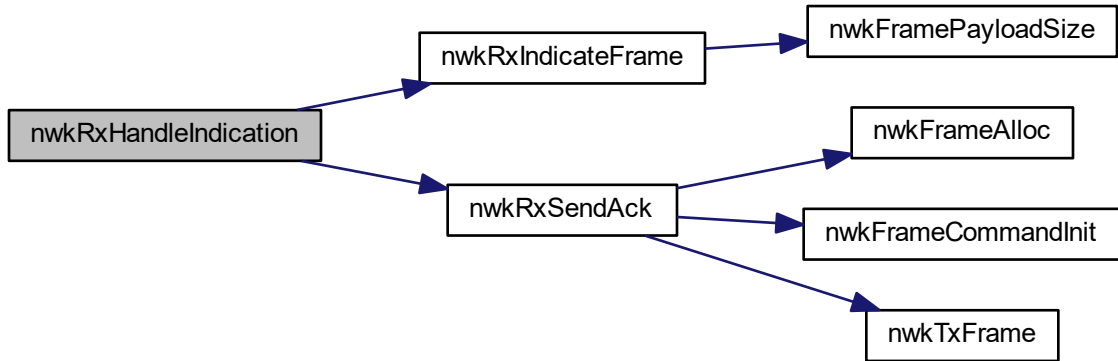 nwkRxHandleIndication
nwkRxIndicateFrame
nwkFramePayloadSize
nwkRxSendAck
nwkFrameAlloc
nwkFrameCommandInit
nwkTxFrame